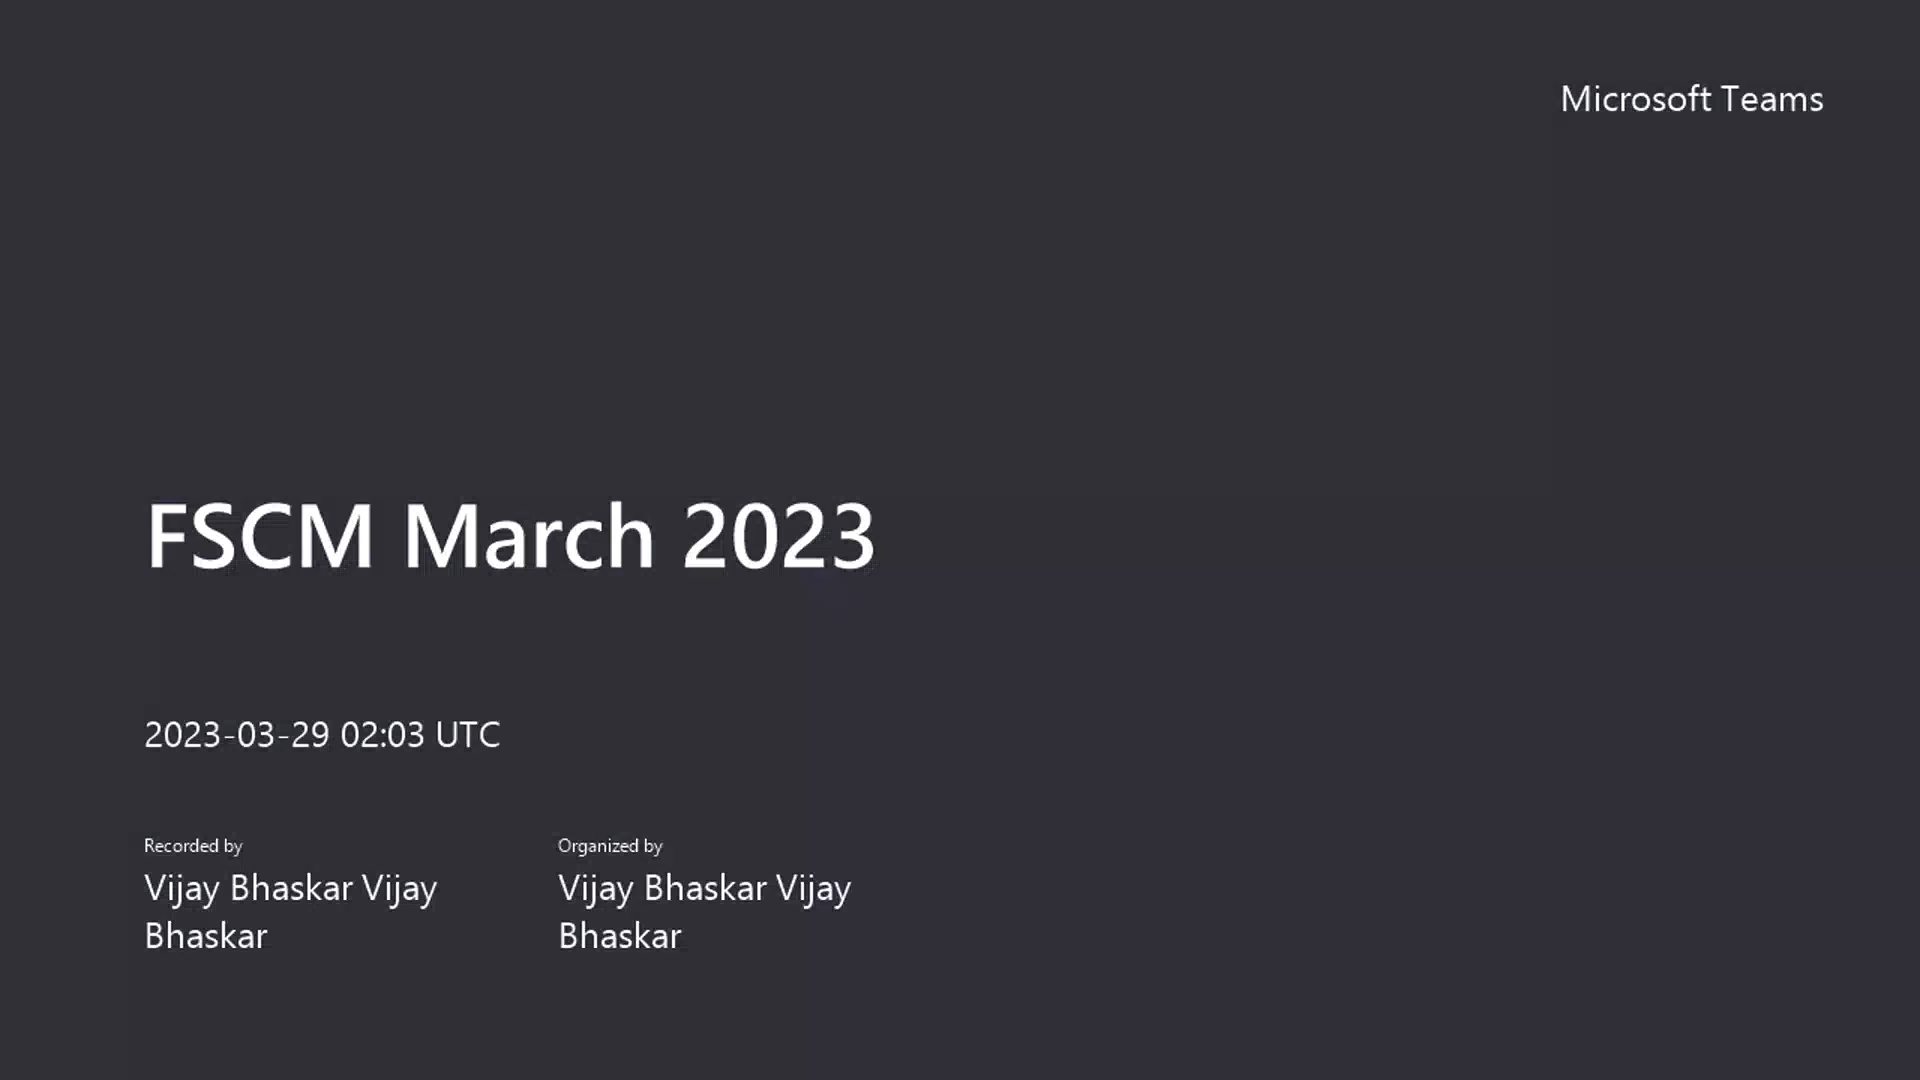 Microsoft Teams
FSCM March 2023
2023-03-29 02:03 UTC
Recorded by
Vijay Bhaskar Vijay
Bhaskar
Organized by
Vijay Bhaskar Vijay
Bhaskar